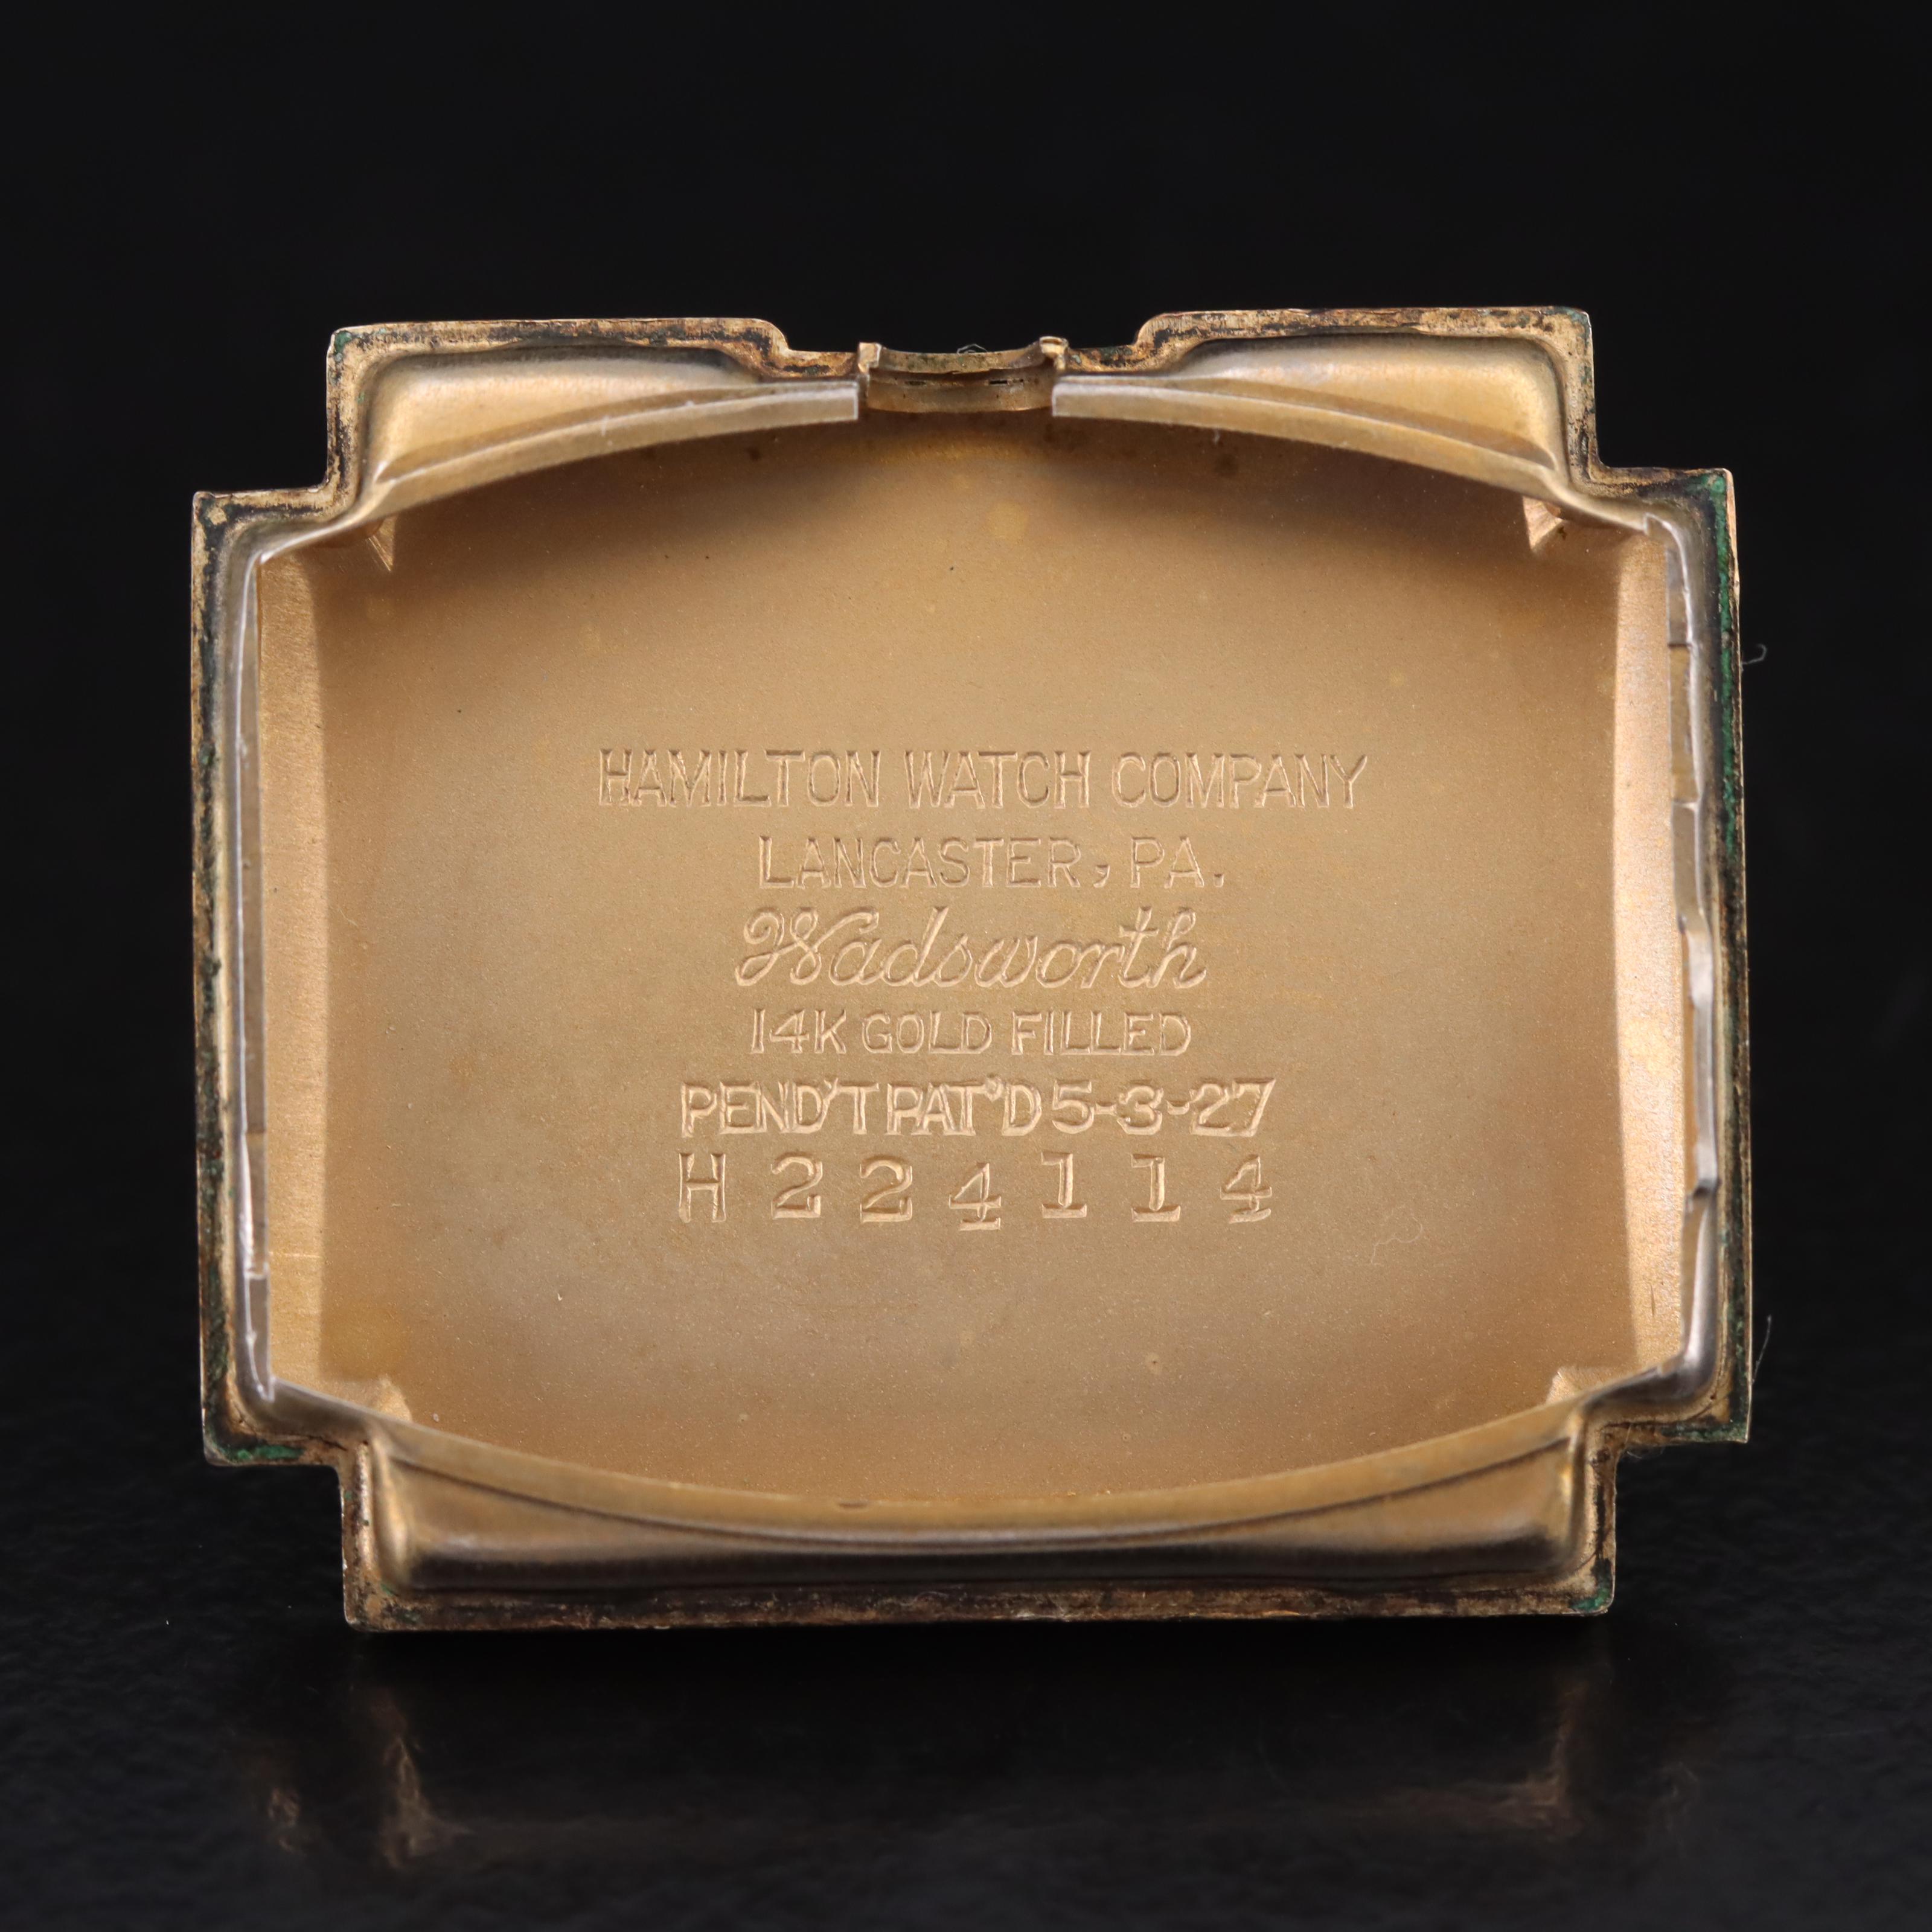 HAMILTON WATCH COMPANY
LANCASTER, PA.
Wadsworth
14K GOLD FILLED
PEND'T PAT'D 5-3-27
H 224114